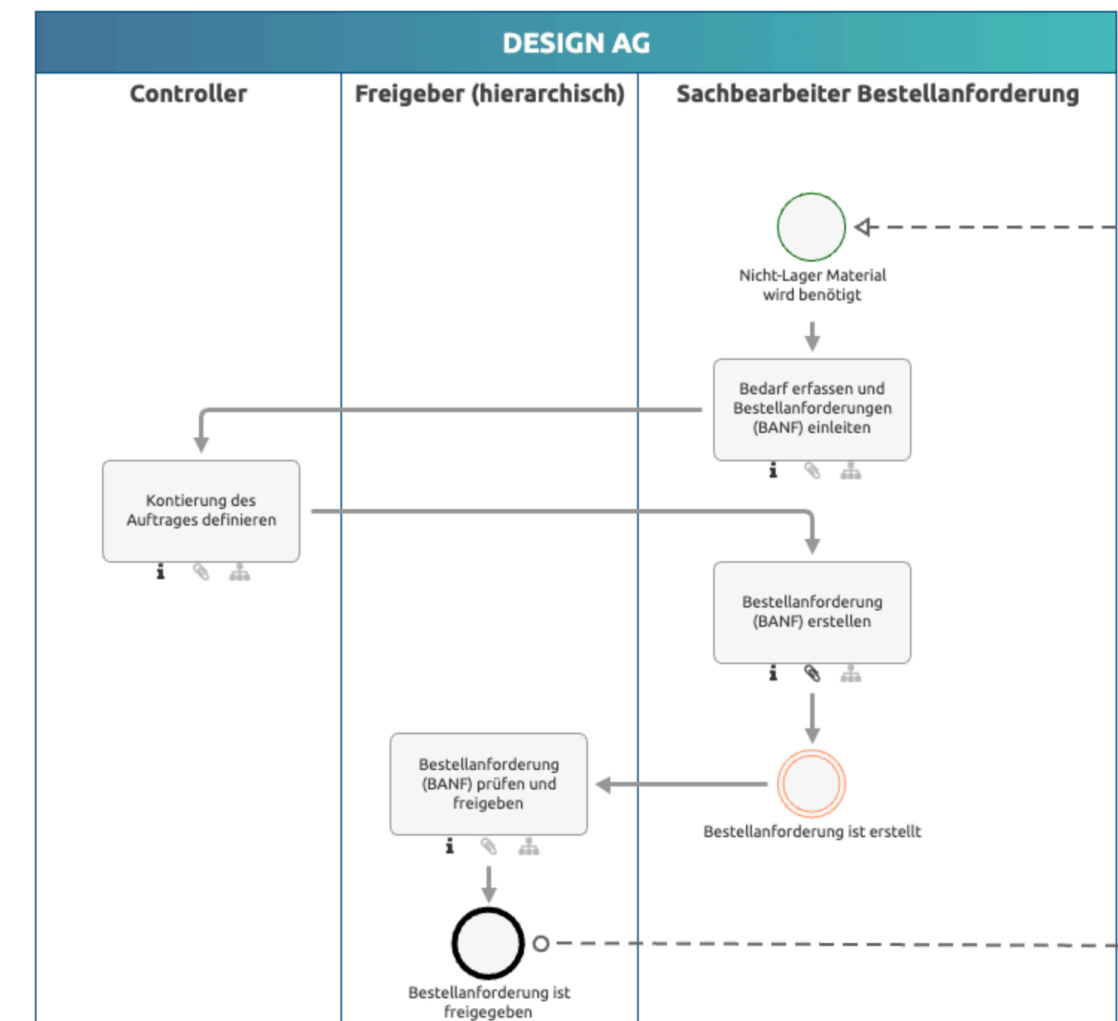 DESIGN AG
Controller
Freigeber (hierarchisch)
Sachbearbeiter Bestellanforderung
Nicht-Lager Material
wird benötigt
Bedarf erfassen und
Bestellanforderungen
(BANF) einleiten
Kontierung des
Auftrages definieren
Bestellanforderung
(BANF) erstellen
Bestellanforderung ist erstellt
Bestellanforderung
(BANF) prüfen und
freigeben
Bestellanforderung ist
freigegeben